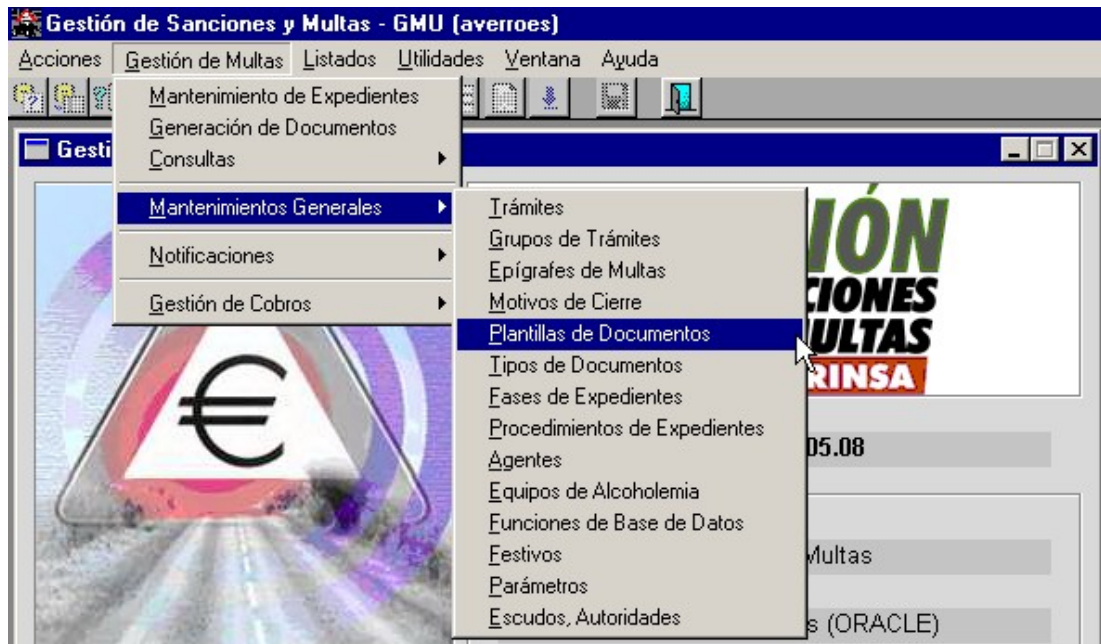 Gestión de Sanciones y Multas - GMU (averroes)
Acciones Gestión de Multas Listados Utilidades Ventana Ayuda
Mantenimiento de Expedientes
Generación de Documentos
Consultas
Mantenimientos Generales
Notificaciones
Gestión de Cobros
Gesti
Trámites
Grupos de Trámites
Epígrafes de Multas
Motivos de Cierre
Plantillas de Documentos
Tipos de Documentos
Fases de Expedientes
Procedimientos de Expedientes
Agentes
Equipos de Alcoholemia
Funciones de Base de Datos
Festivos
Parámetros
Escudos, Autoridades
IÓN
CIONES
ULTAS
RINSA
05.08
Multas
s (ORACLE)
€